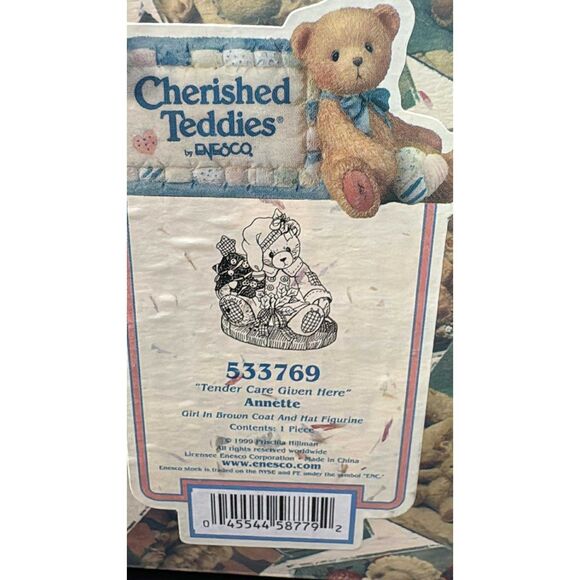 Cherished
Teddies®
by ENESCO
533769
"Tender Care Given Here"
Annette
Girl In Brown Coat And Hat Figurine
Contents: 1 Piece
© 1999 Priscilla Hillman
All rights reserved worldwide
Licensee Enesco Corporation • Made in China
www.enesco.com
Enesco stock is traded on the NYSE and PE under the symbol "ENC."
0 45544 58779 2